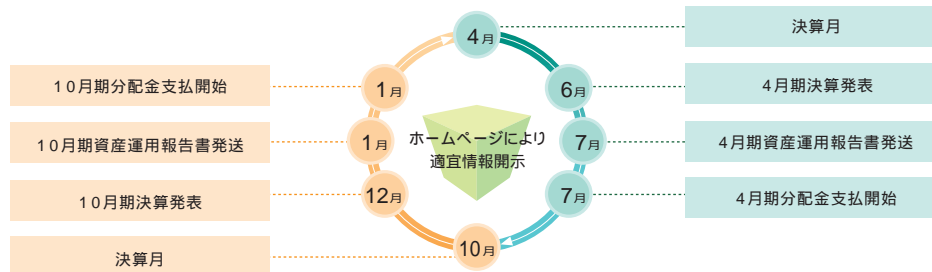 4月
決算月
6月
4月期決算発表
7月
4月期資産運用報告書発送
7月
4月期分配金支払開始
10月
決算月
12月
10月期決算発表
1月
10月期資産運用報告書発送
1月
10月期分配金支払開始
ホームページにより
適宜情報開示